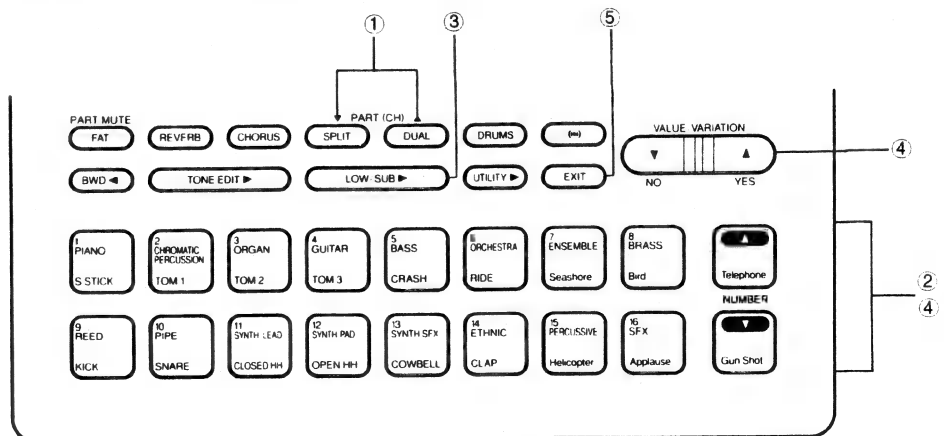 ① ③ ⑤
PART MUTE PART (CH) VALUE VARIATION
FAT REVERB CHORUS SPLIT ▼ DUAL ▲ DRUMS ▼ ▲ ④
BWD ◄ TONE EDIT ► LOW/SUB ► UTILITY ► EXIT NO YES
1 2 3 4 5 6 7 8
PIANO CHROMATIC PERCUSSION ORGAN GUITAR BASS ORCHESTRA ENSEMBLE BRASS ▲
S STICK TOM 1 TOM 2 TOM 3 CRASH RIDE Seashore Bird Telephone
② ④
NUMBER
9 10 11 12 13 14 15 16
REED PIPE SYNTH LEAD SYNTH PAD SYNTH SFX ETHNIC PERCUSSIVE SFX ▼
KICK SNARE CLOSED HH OPEN HH COWBELL CLAP Helicopter Applause Gun Shot